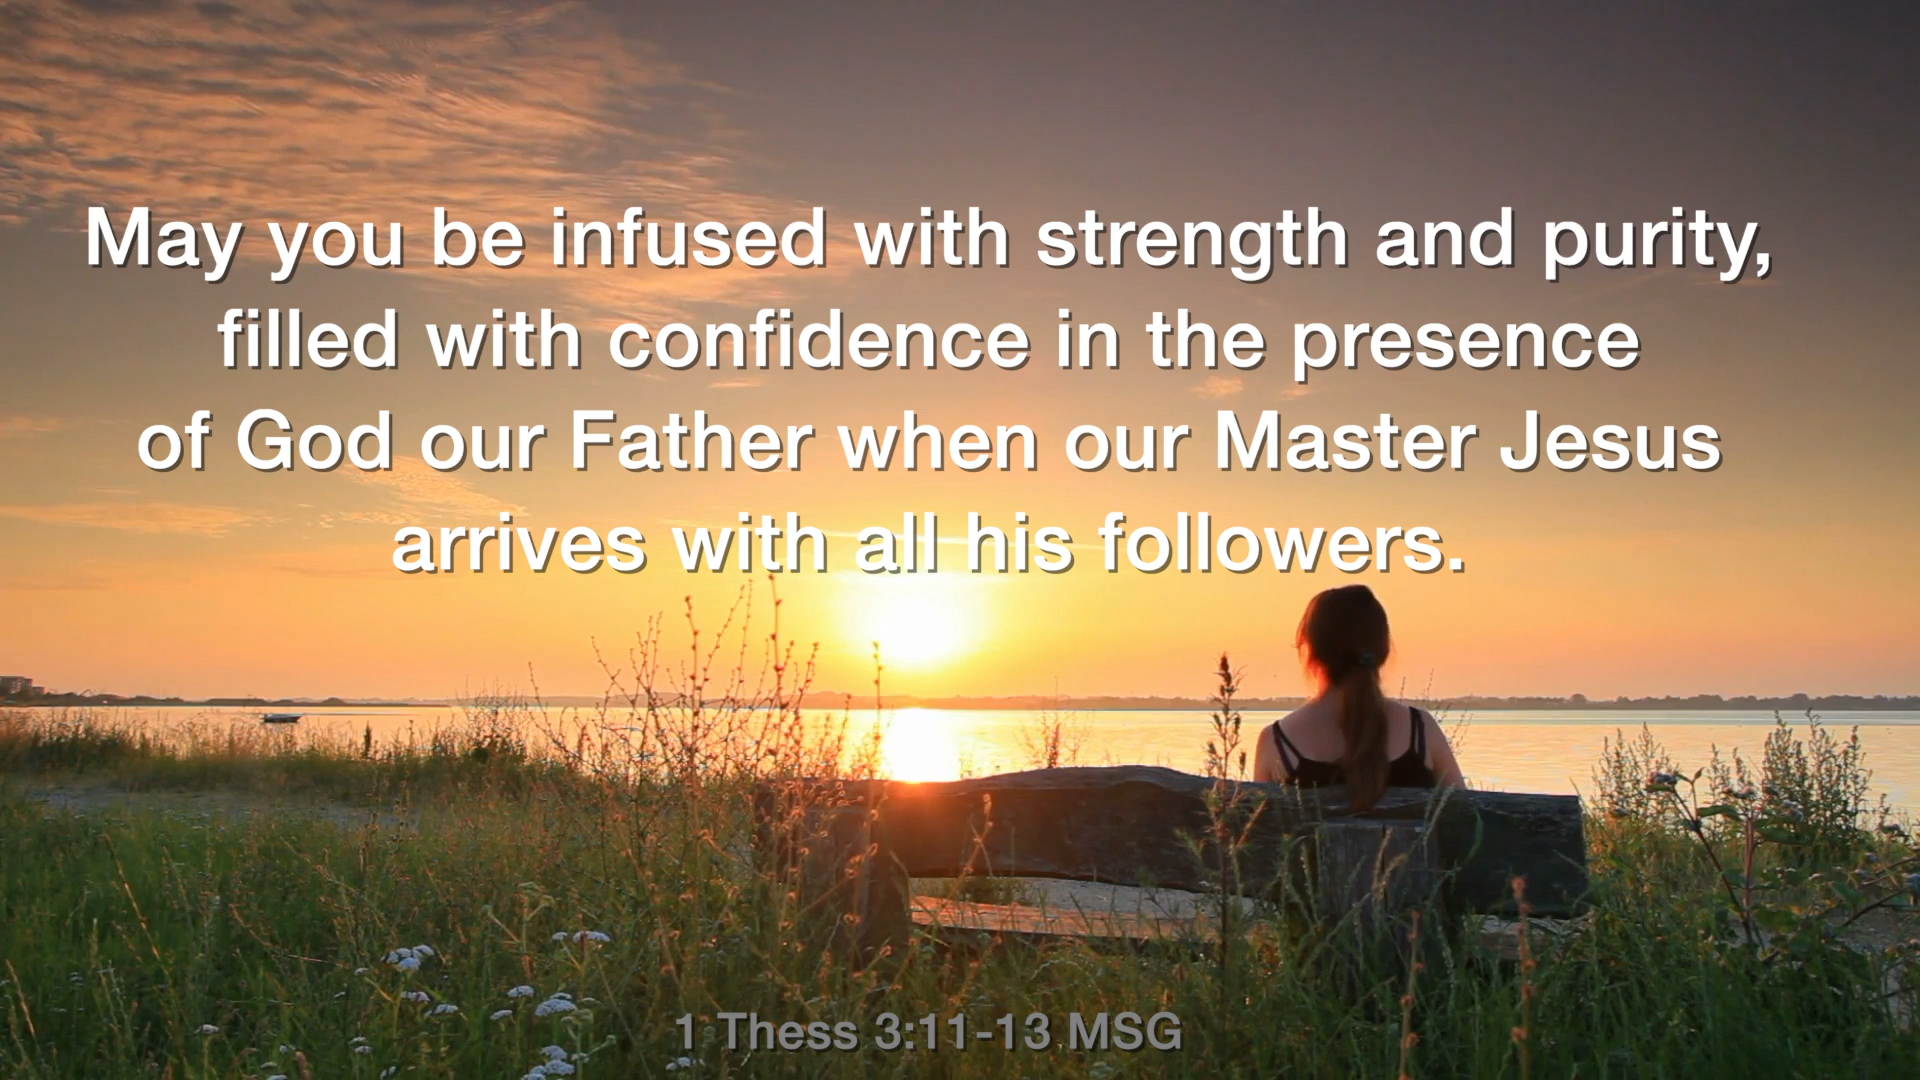 May you be infused with strength and purity,
filled with confidence in the presence
of God our Father when our Master Jesus
arrives with all his followers.
1 Thess 3:11-13 MSG